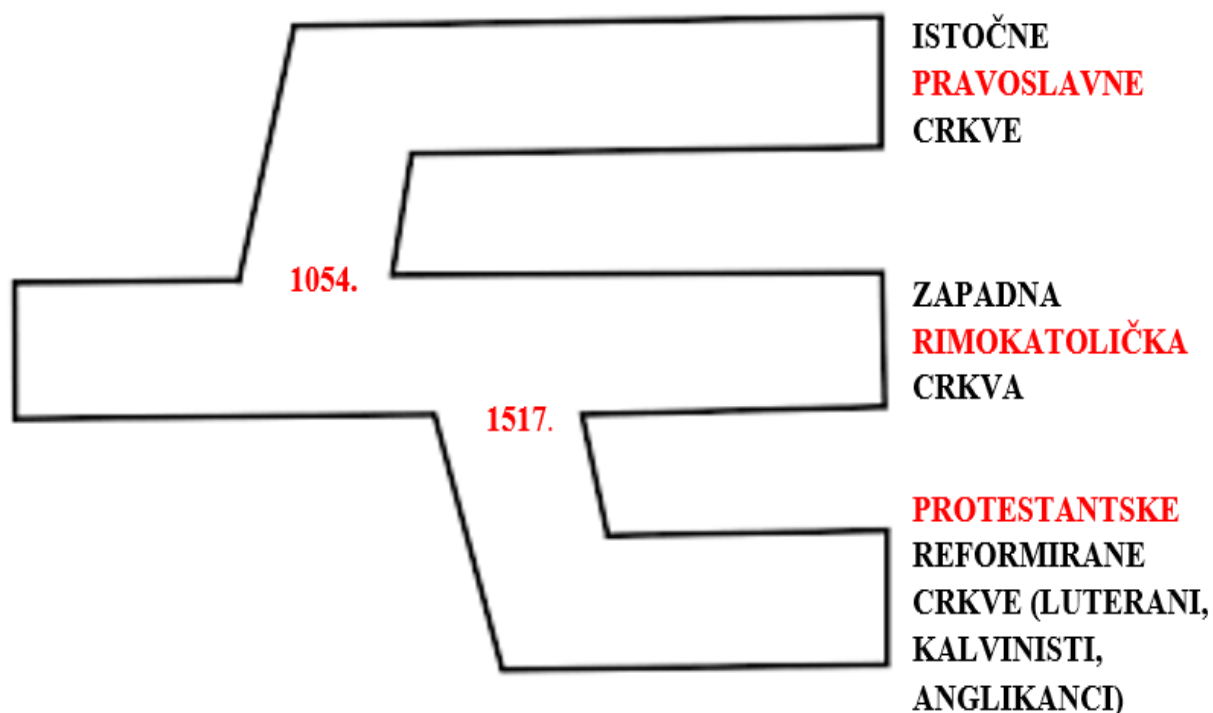 ISTOČNE
PRAVOSLAVNE
CRKVE
1054.
ZAPADNA
RIMOKATOLIČKA
CRKVA
1517.
PROTESTANTSKE
REFORMIRANE
CRKVE (LUTERANI,
KALVINISTI,
ANGLIKANCI)